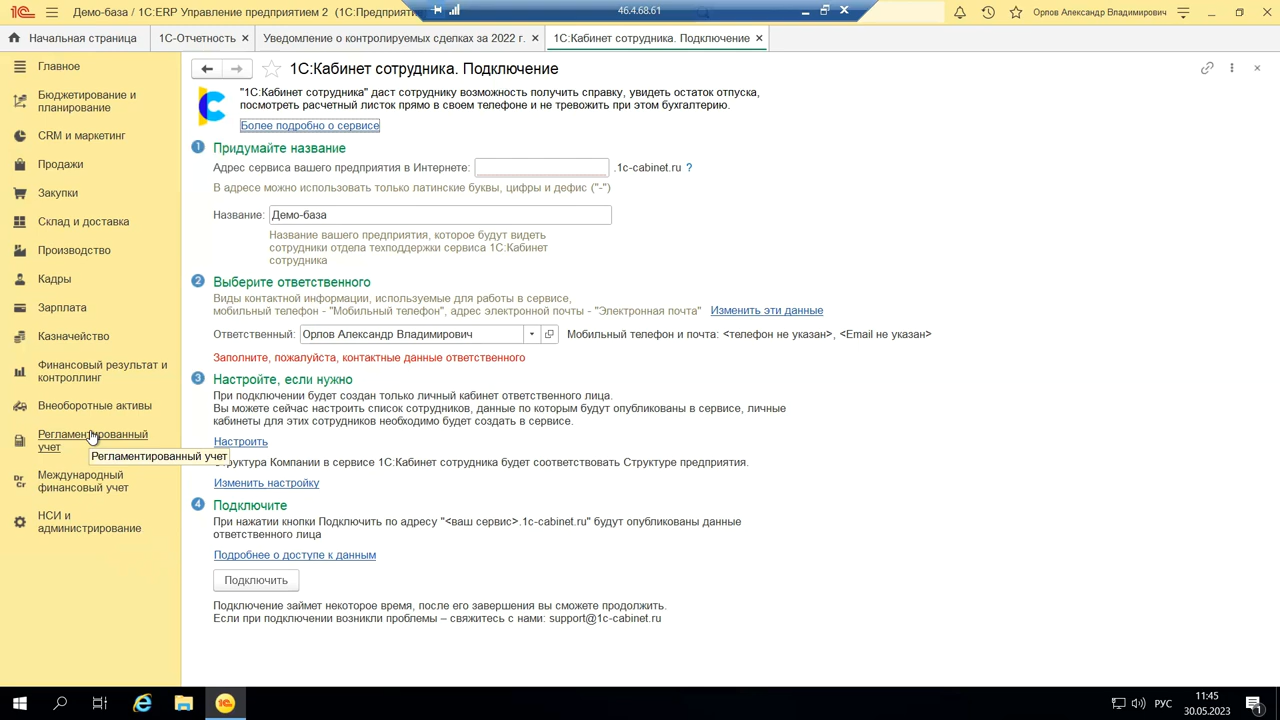 Демо-база / 1С:ERP Управление предприятием 2 (1С:Предприятие
46.4.68.61
Орлов Александр Владимирович
Начальная страница
1С-Отчетность
Уведомление о контролируемых сделках за 2022 г.
1С:Кабинет сотрудника. Подключение
Главное
Бюджетирование и
планирование
CRM и маркетинг
Продажи
Закупки
Склад и доставка
Производство
Кадры
Зарплата
Казначейство
Финансовый результат и
контроллинг
Внеоборотные активы
Регламентированный
учет
Регламентированный учет
Международный
финансовый учет
НСИ и
администрирование
1С:Кабинет сотрудника. Подключение
"1С:Кабинет сотрудника" даст сотруднику возможность получить справку, увидеть остаток отпуска,
посмотреть расчетный листок прямо в своем телефоне и не тревожить при этом бухгалтерию.
Более подробно о сервисе
1 Придумайте название
Адрес сервиса вашего предприятия в Интернете: .1c-cabinet.ru ?
В адресе можно использовать только латинские буквы, цифры и дефис ("-")
Название: Демо-база
Название вашего предприятия, которое будут видеть
сотрудники отдела техподдержки сервиса 1С:Кабинет
сотрудника
2 Выберите ответственного
Виды контактной информации, используемые для работы в сервисе,
мобильный телефон - "Мобильный телефон", адрес электронной почты - "Электронная почта" Изменить эти данные
Ответственный: Орлов Александр Владимирович Мобильный телефон и почта: <телефон не указан>, <Email не указан>
Заполните, пожалуйста, контактные данные ответственного
3 Настройте, если нужно
При подключении будет создан только личный кабинет ответственного лица.
Вы можете сейчас настроить список сотрудников, данные по которым будут опубликованы в сервисе, личные
кабинеты для этих сотрудников необходимо будет создать в сервисе.
Настроить
Структура Компании в сервисе 1С:Кабинет сотрудника будет соответствовать Структуре предприятия.
Изменить настройку
4 Подключите
При нажатии кнопки Подключить по адресу "<ваш сервис>.1c-cabinet.ru" будут опубликованы данные
ответственного лица
Подробнее о доступе к данным
Подключить
Подключение займет некоторое время, после его завершения вы сможете продолжить.
Если при подключении возникли проблемы – свяжитесь с нами: support@1c-cabinet.ru
РУС
11:45
30.05.2023
1